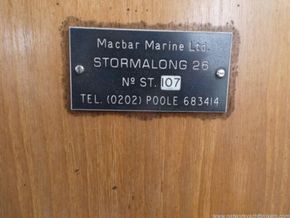 Macbar Marine Ltd.
STORMALONG 26
Nº ST. 107
TEL. (0202) POOLE 683414